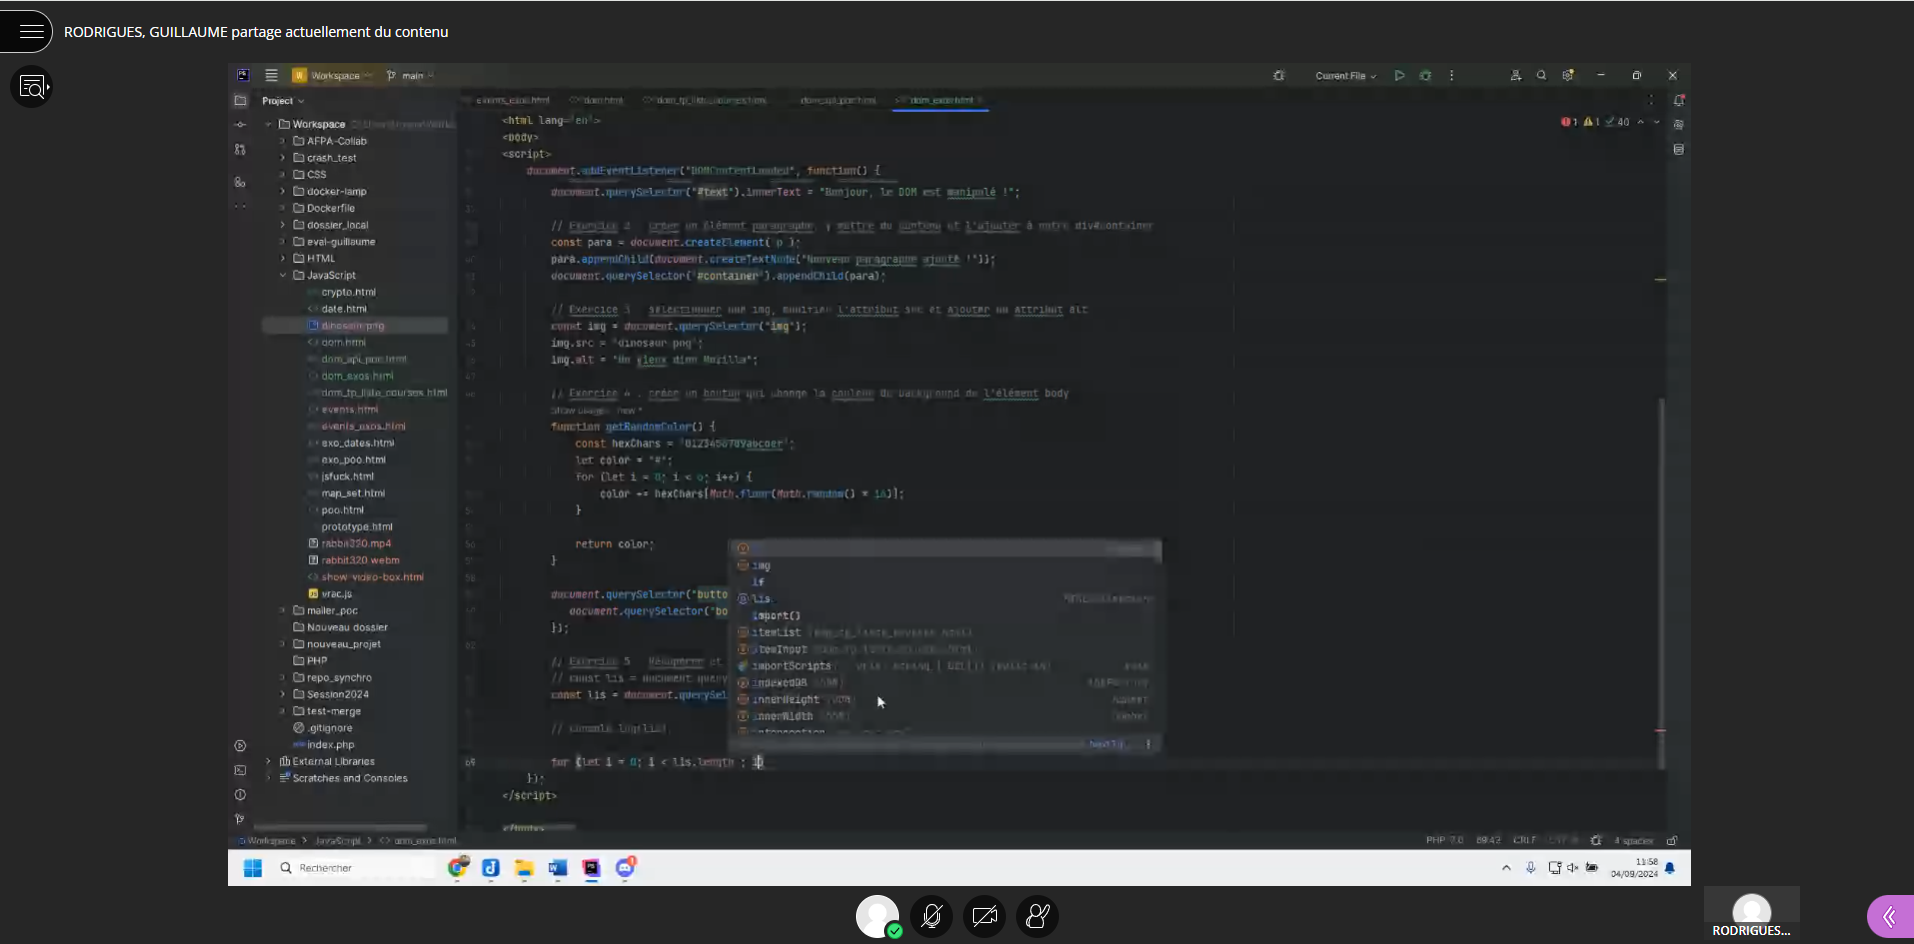 RODRIGUES, GUILLAUME partage actuellement du contenu
Workspace
main
Current File
Project
events_exos.html
dom.html
dom_exos.html
Workspace
AFPA-Collab
crash_test
CSS
docker-lamp
Dockerfile
dossier_local
eval-guillaume
HTML
JavaScript
crypto.html
date.html
dinosaur.png
dom.html
dom_api_poo.html
dom_exos.html
dom_tp_liste_courses.html
events.html
events_exos.html
exo_dates.html
exo_poo.html
jsfuck.html
map_set.html
poo.html
prototype.html
rabbit320.mp4
rabbit320.webm
show-video-box.html
vrac.js
mailer_poc
Nouveau dossier
nouveau_projet
PHP
repo_synchro
Session2024
test-merge
.gitignore
index.php
External Libraries
Scratches and Consoles
1 1 40
<html lang="en">
<body>
<script>
document.addEventListener("DOMContentLoaded", function() {
document.querySelector("#text").innerText = "Bonjour, le DOM est manipulé !";
// Exercice 2 créer un élément paragraphe, y mettre du contenu et l'ajouter à notre div#container
const para = document.createElement("p");
para.appendChild(document.createTextNode("Nouveau paragraphe ajouté !"));
document.querySelector("#container").appendChild(para);
// Exercice 3 sélectionner une img, modifier l'attribut src et ajouter un attribut alt
const img = document.querySelector("img");
img.src = "dinosaur.png";
img.alt = "Un vieux dino Mozilla";
// Exercice 4 : créer un bouton qui change la couleur du background de l'élément body
Show usages new *
function getRandomColor() {
const hexChars = "0123456789abcdef";
let color = "#";
for (let i = 0; i < 6; i++) {
color += hexChars[Math.floor(Math.random() * 16)];
}
return color;
}
document.querySelector("butto
document.querySelector("bo
});
// Exercice 5 Récupérer et
// const lis = document.query
const lis = document.querySel
// console.log(lis)
69 for (let i = 0; i < lis.length ; i)
});
</script>
</body>
img
if
lis
import()
itemList
itemInput
importScripts
indexedDB
innerHeight
innerWidth
Workspace > JavaScript > dom_exos.html
PHP 7.0 69:42 CRLF UTF-8 4 spaces
Rechercher
11:58
04/09/2024
RODRIGUES...